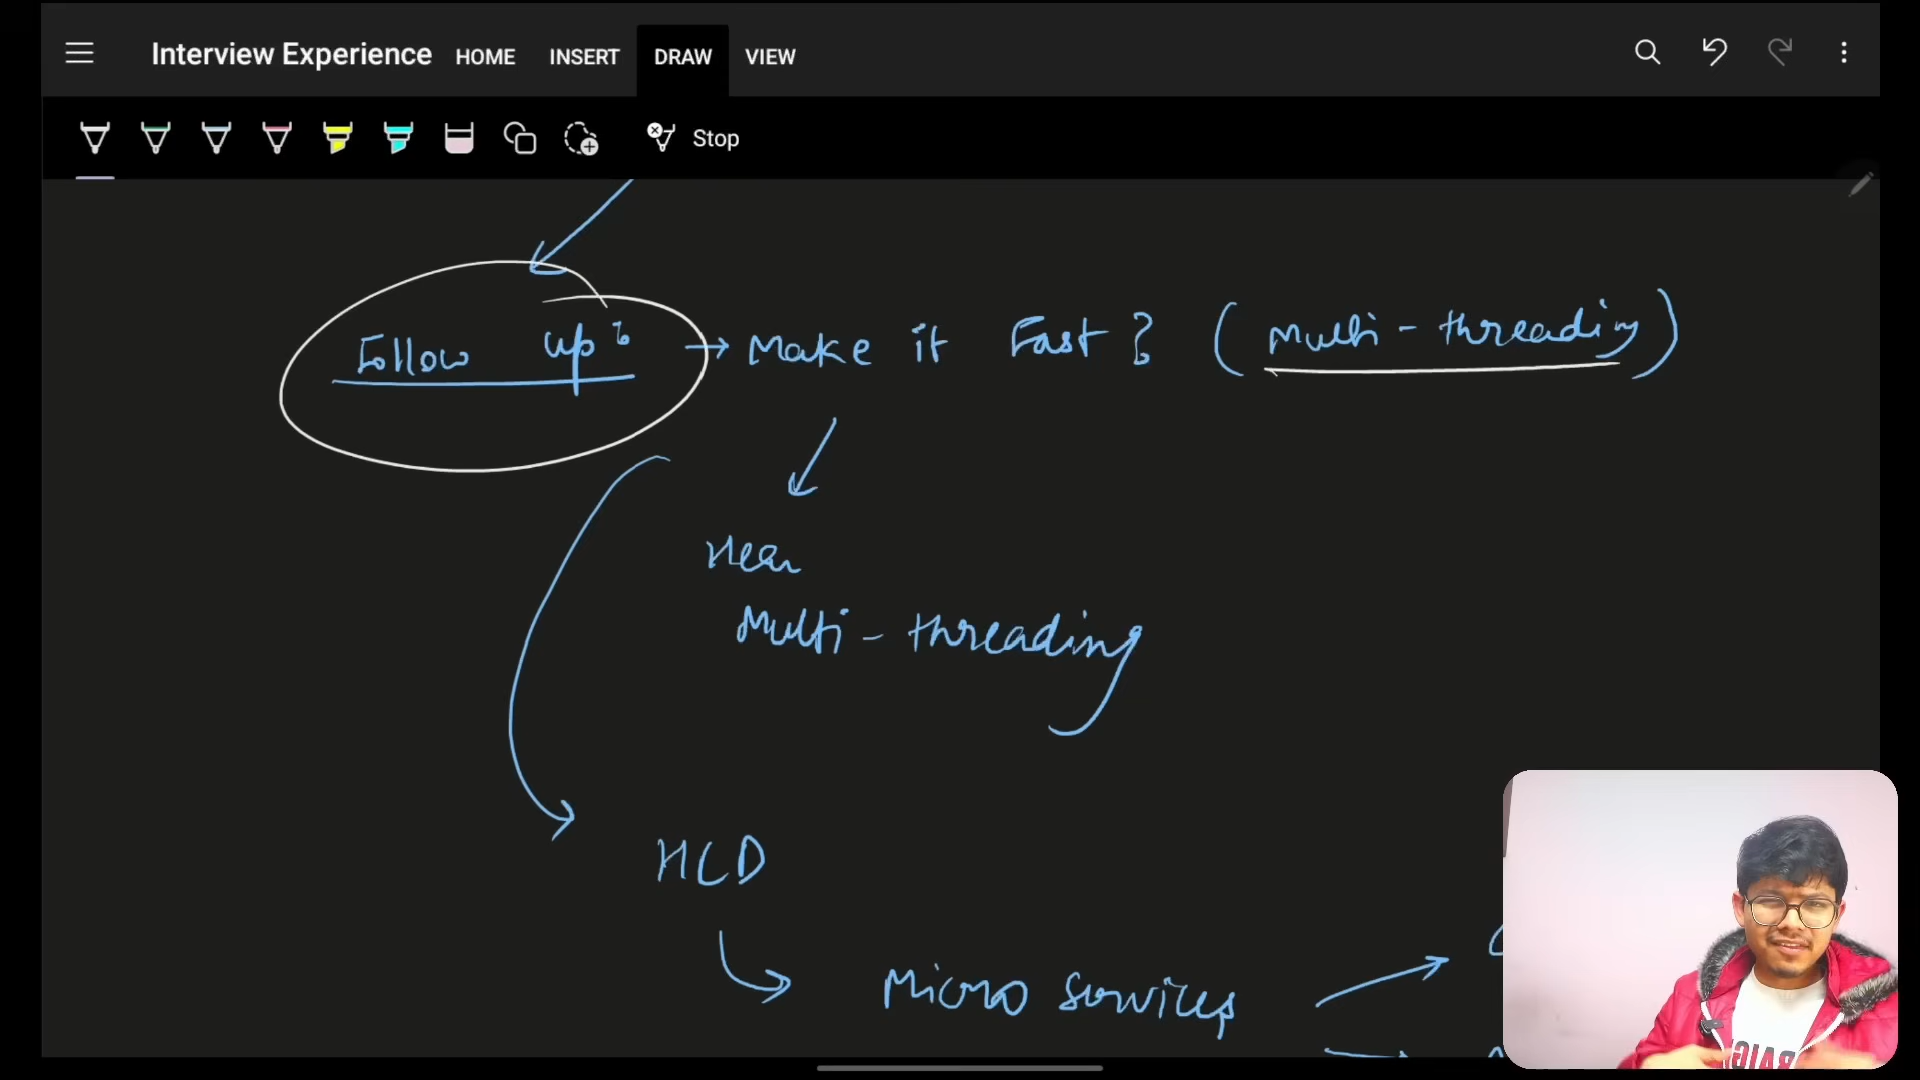 Interview Experience HOME INSERT DRAW VIEW
Stop
Follow up: → Make it Fast? (Multi-threading)
Multi-threading
HLD
Micro Services